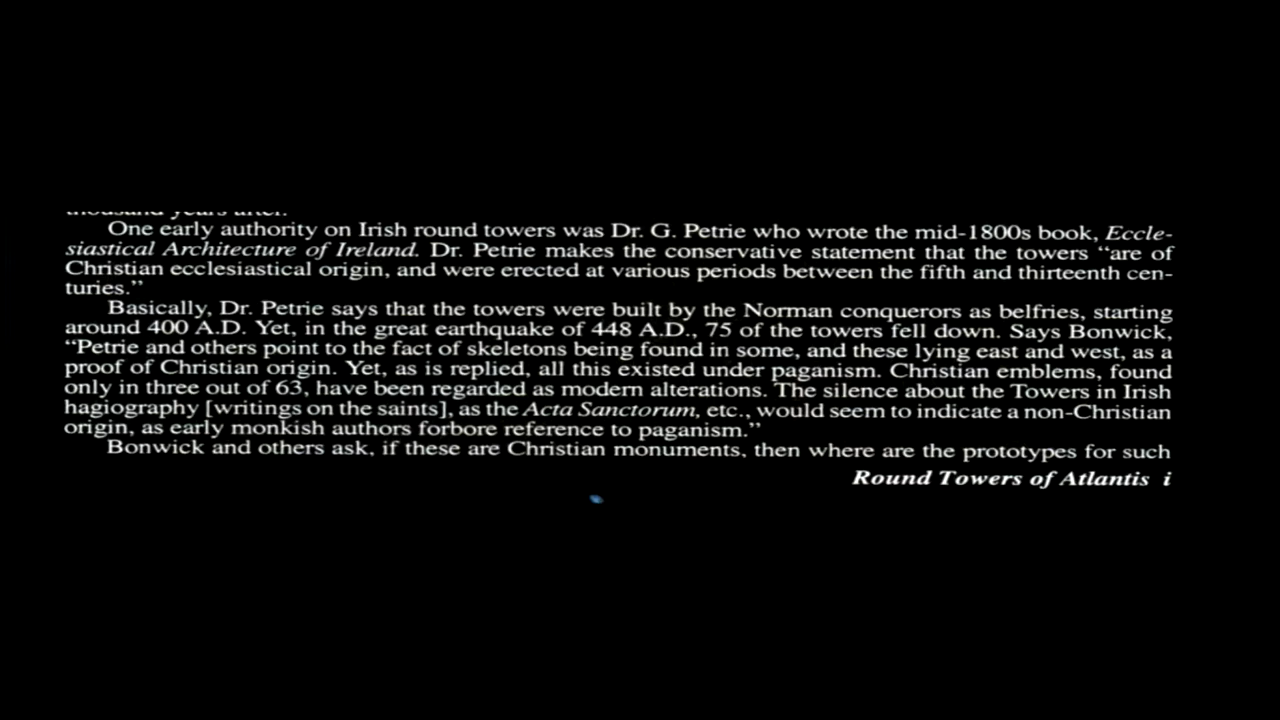 thousand years after.
One early authority on Irish round towers was Dr. G. Petrie who wrote the mid-1800s book, Eccle-
siastical Architecture of Ireland. Dr. Petrie makes the conservative statement that the towers “are of
Christian ecclesiastical origin, and were erected at various periods between the fifth and thirteenth cen-
turies.”
Basically, Dr. Petrie says that the towers were built by the Norman conquerors as belfries, starting
around 400 A.D. Yet, in the great earthquake of 448 A.D., 75 of the towers fell down. Says Bonwick,
“Petrie and others point to the fact of skeletons being found in some, and these lying east and west, as a
proof of Christian origin. Yet, as is replied, all this existed under paganism. Christian emblems, found
only in three out of 63, have been regarded as modern alterations. The silence about the Towers in Irish
hagiography [writings on the saints], as the Acta Sanctorum, etc., would seem to indicate a non-Christian
origin, as early monkish authors forbore reference to paganism.”
Bonwick and others ask, if these are Christian monuments, then where are the prototypes for such
Round Towers of Atlantis i